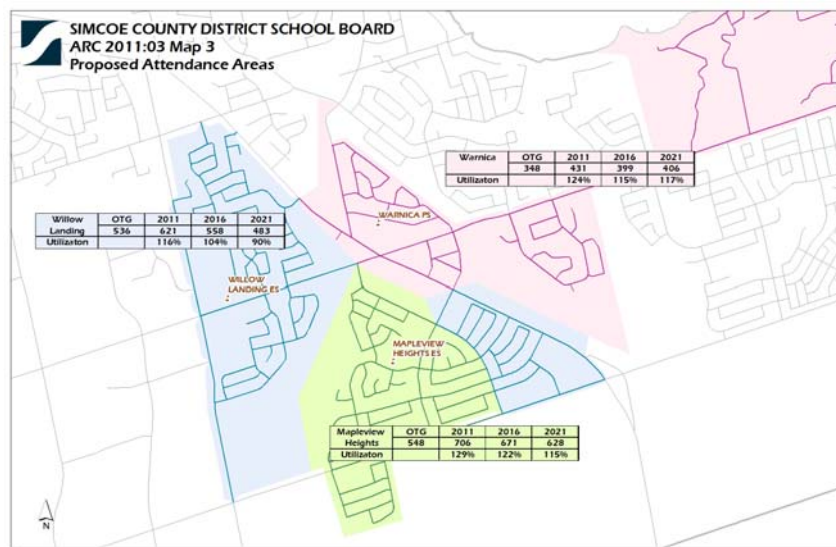 SIMCOE COUNTY DISTRICT SCHOOL BOARD
ARC 2011:03 Map 3
Proposed Attendance Areas
Warnica OTG 2011 2016 2021
348 431 399 406
Utilizaton 124% 115% 117%
WARNICA PS
Willow OTG 2011 2016 2021
Landing 536 621 558 483
Utilizaton 116% 104% 90%
WILLOW
LANDING ES
MAPLEVIEW
HEIGHTS ES
Mapleview OTG 2011 2016 2021
Heights 548 706 671 628
Utilizaton 129% 122% 115%
N